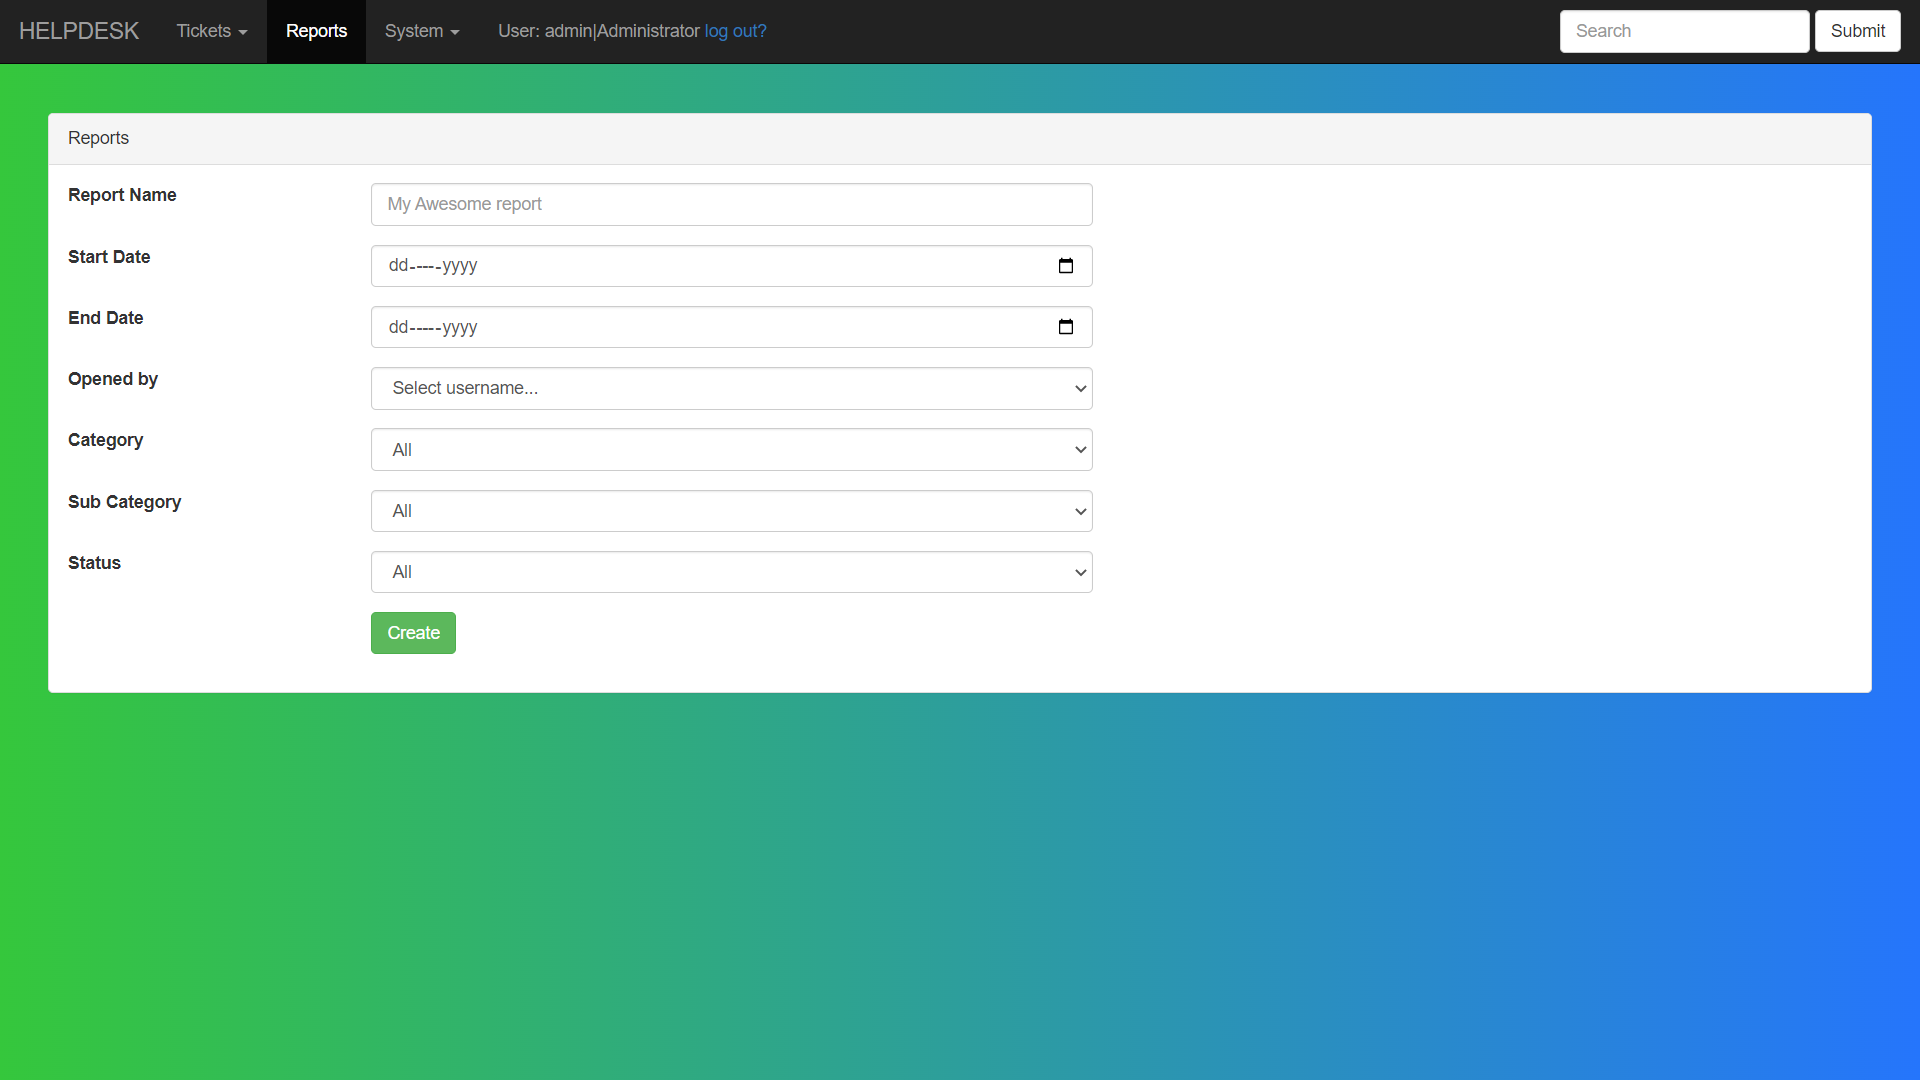 HELPDESK Tickets Reports System User: admin|Administrator log out? Search Submit
Reports
Report Name My Awesome report
Start Date dd-----yyyy
End Date dd-----yyyy
Opened by Select username...
Category All
Sub Category All
Status All
Create